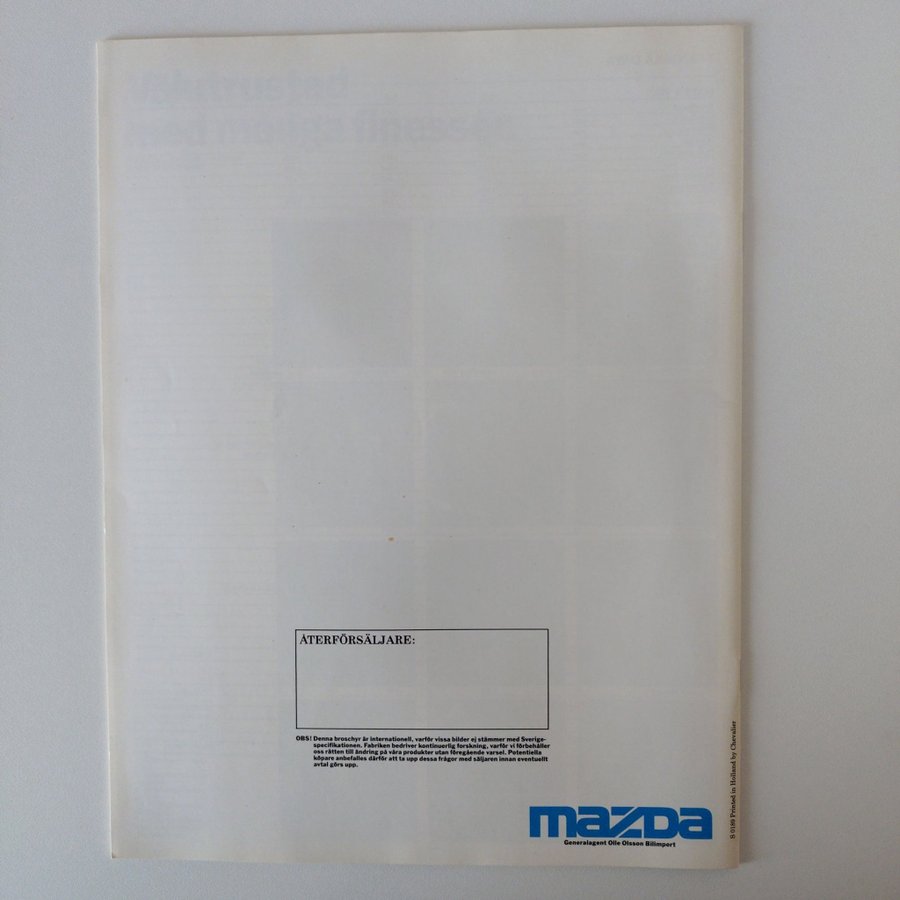 ÅTERFÖRSÄLJARE:
OBS! Denna broschyr är internationell, varför vissa bilder ej stämmer med Sverige-
specifikationen. Fabriken bedriver kontinuerlig forskning, varför vi förbehåller
oss rätten till ändring på våra produkter utan föregående varsel. Potentiella
köpare anbefalles därför att ta upp dessa frågor med säljaren innan eventuellt
avtal görs upp.
mazda
Generalagent Olle Olsson Bilimport
S 0189 Printed in Holland by Chevalier